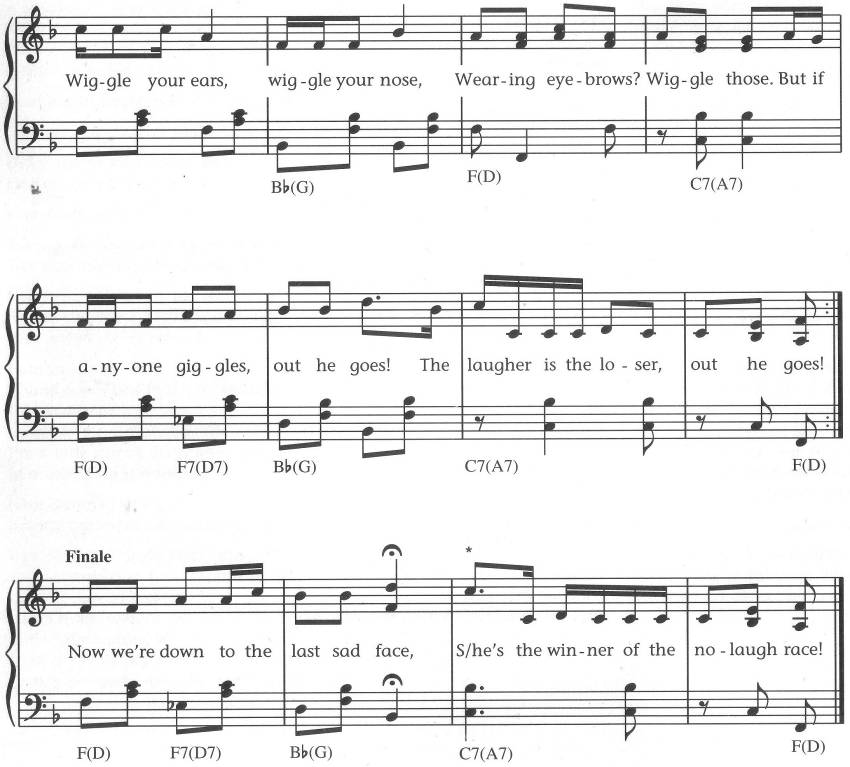 Wig-gle your ears, wig-gle your nose, Wear-ing eye-brows? Wig-gle those. But if
B♭(G) F(D) C7(A7)
a-ny-one gig-gles, out he goes! The laugher is the lo-ser, out he goes!
F(D) F7(D7) B♭(G) C7(A7) F(D)
Finale *
Now we're down to the last sad face, S/he's the win-ner of the no-laugh race!
F(D) F7(D7) B♭(G) C7(A7) F(D)